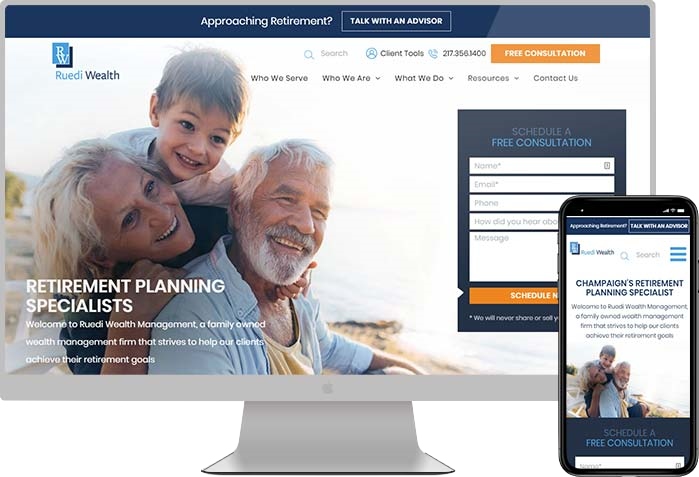 Approaching Retirement? TALK WITH AN ADVISOR
RW
Ruedi Wealth
Search Client Tools 217.356.1400 FREE CONSULTATION
Who We Serve Who We Are What We Do Resources Contact Us
SCHEDULE A
FREE CONSULTATION
Name*
Email*
Phone
How did you hear
Message
SCHEDULE
* We will never share or sell
RETIREMENT PLANNING
SPECIALISTS
Welcome to Ruedi Wealth Management, a family owned
wealth management firm that strives to help our clients
achieve their retirement goals
Approaching Retirement? TALK WITH AN ADVISOR
Ruedi Wealth Search
CHAMPAIGN'S RETIREMENT
PLANNING SPECIALIST
Welcome to Ruedi Wealth Management,
a family owned wealth management
firm that strives to help our clients
achieve their retirement goals
SCHEDULE A
FREE CONSULTATION
Name*